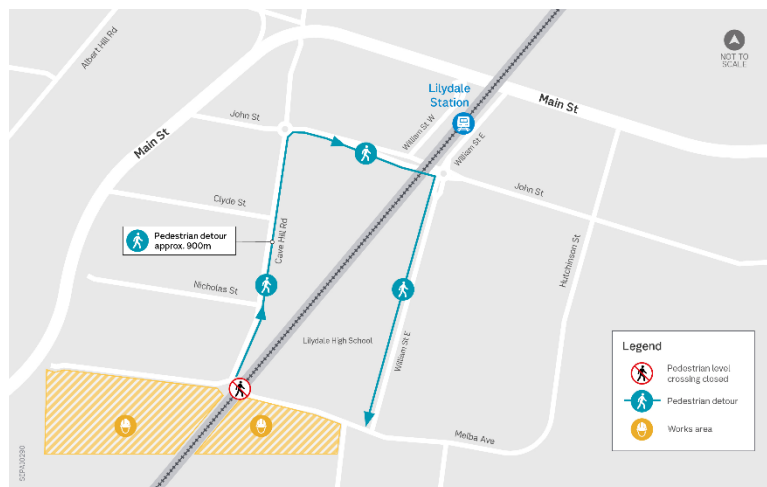 Albert Hill Rd
NOT TO
SCALE
Lilydale
Station
Main St
John St
William St W
William St E
Main St
John St
Clyde St
Pedestrian detour
approx. 900m
Cave Hill Rd
Hutchinson St
Nicholas St
Lilydale High School
William St E
Legend
Pedestrian level
crossing closed
Pedestrian detour
Works area
Melba Ave